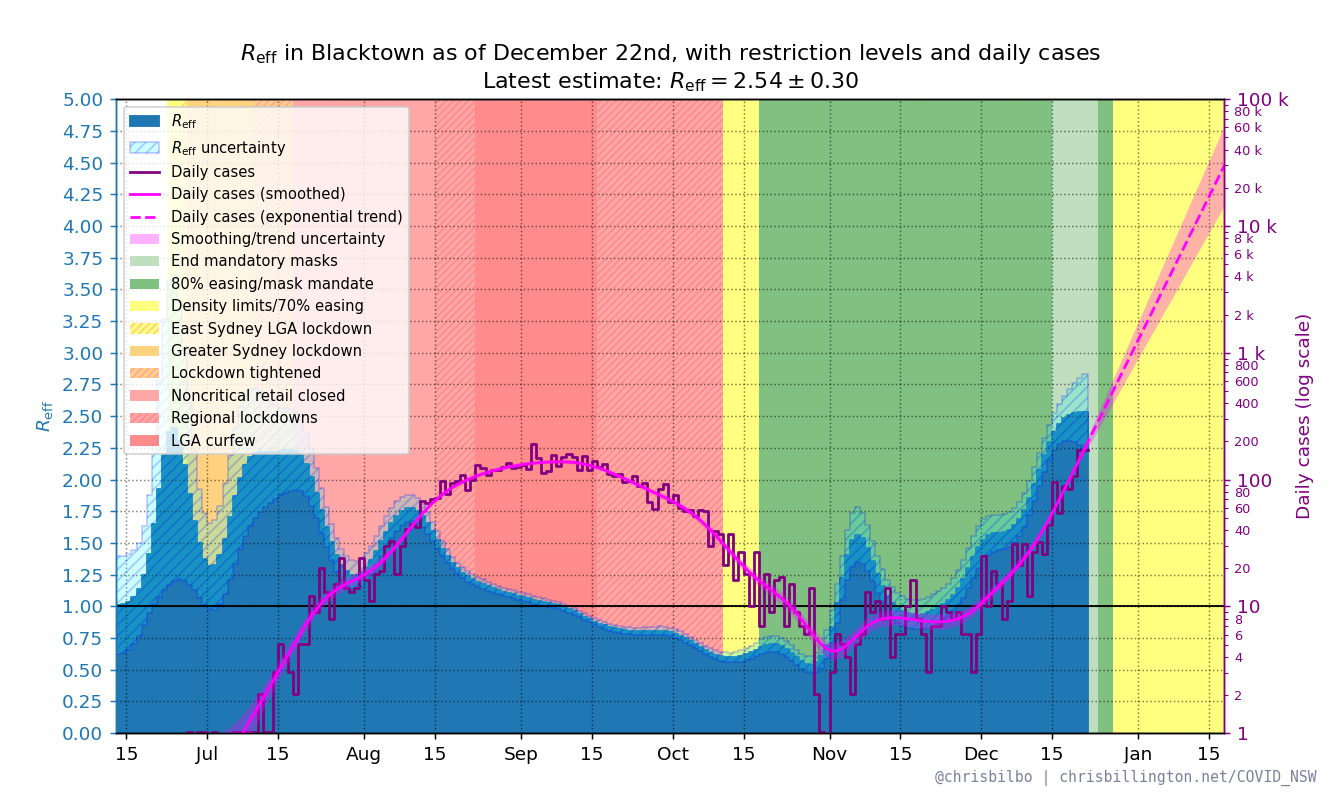 Reff in Blacktown as of December 22nd, with restriction levels and daily cases
Latest estimate: Reff = 2.54 ± 0.30
5.00
4.75
4.50
4.25
4.00
3.75
3.50
3.25
3.00
2.75
2.50
2.25
2.00
1.75
1.50
1.25
1.00
0.75
0.50
0.25
0.00
Reff
Reff
Reff uncertainty
Daily cases
Daily cases (smoothed)
Daily cases (exponential trend)
Smoothing/trend uncertainty
End mandatory masks
80% easing/mask mandate
Density limits/70% easing
East Sydney LGA lockdown
Greater Sydney lockdown
Lockdown tightened
Noncritical retail closed
Regional lockdowns
LGA curfew
100 k
80 k
60 k
40 k
20 k
10 k
8 k
6 k
4 k
2 k
1 k
800
600
400
200
100
80
60
40
20
10
8
6
4
2
1
Daily cases (log scale)
15 Jul 15 Aug 15 Sep 15 Oct 15 Nov 15 Dec 15 Jan 15
@chrisbilbo | chrisbillington.net/COVID_NSW